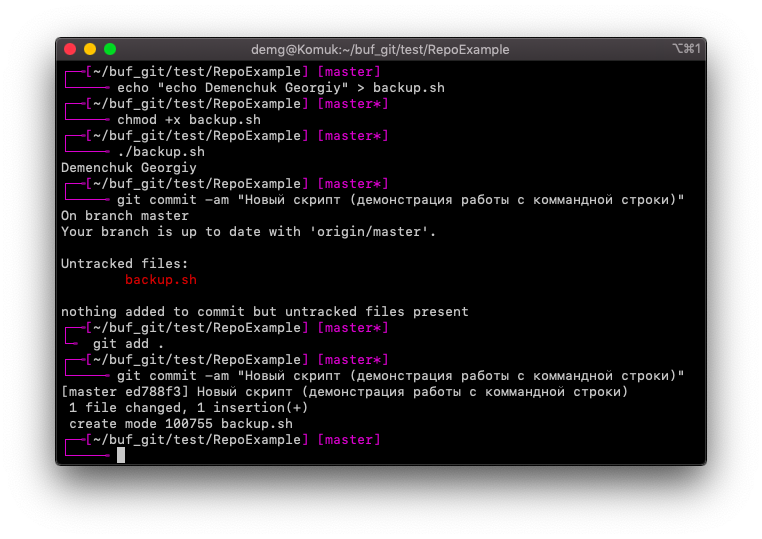 demg@Komuk:~/buf_git/test/RepoExample
⌥⌘1
[~/buf_git/test/RepoExample] [master]
echo "echo Demenchuk Georgiy" > backup.sh
[~/buf_git/test/RepoExample] [master*]
chmod +x backup.sh
[~/buf_git/test/RepoExample] [master*]
./backup.sh
Demenchuk Georgiy
[~/buf_git/test/RepoExample] [master*]
git commit -am "Новый скрипт (демонстрация работы с коммандной строки)"
On branch master
Your branch is up to date with 'origin/master'.
Untracked files:
backup.sh
nothing added to commit but untracked files present
[~/buf_git/test/RepoExample] [master*]
git add .
[~/buf_git/test/RepoExample] [master*]
git commit -am "Новый скрипт (демонстрация работы с коммандной строки)"
[master ed788f3] Новый скрипт (демонстрация работы с коммандной строки)
1 file changed, 1 insertion(+)
create mode 100755 backup.sh
[~/buf_git/test/RepoExample] [master]